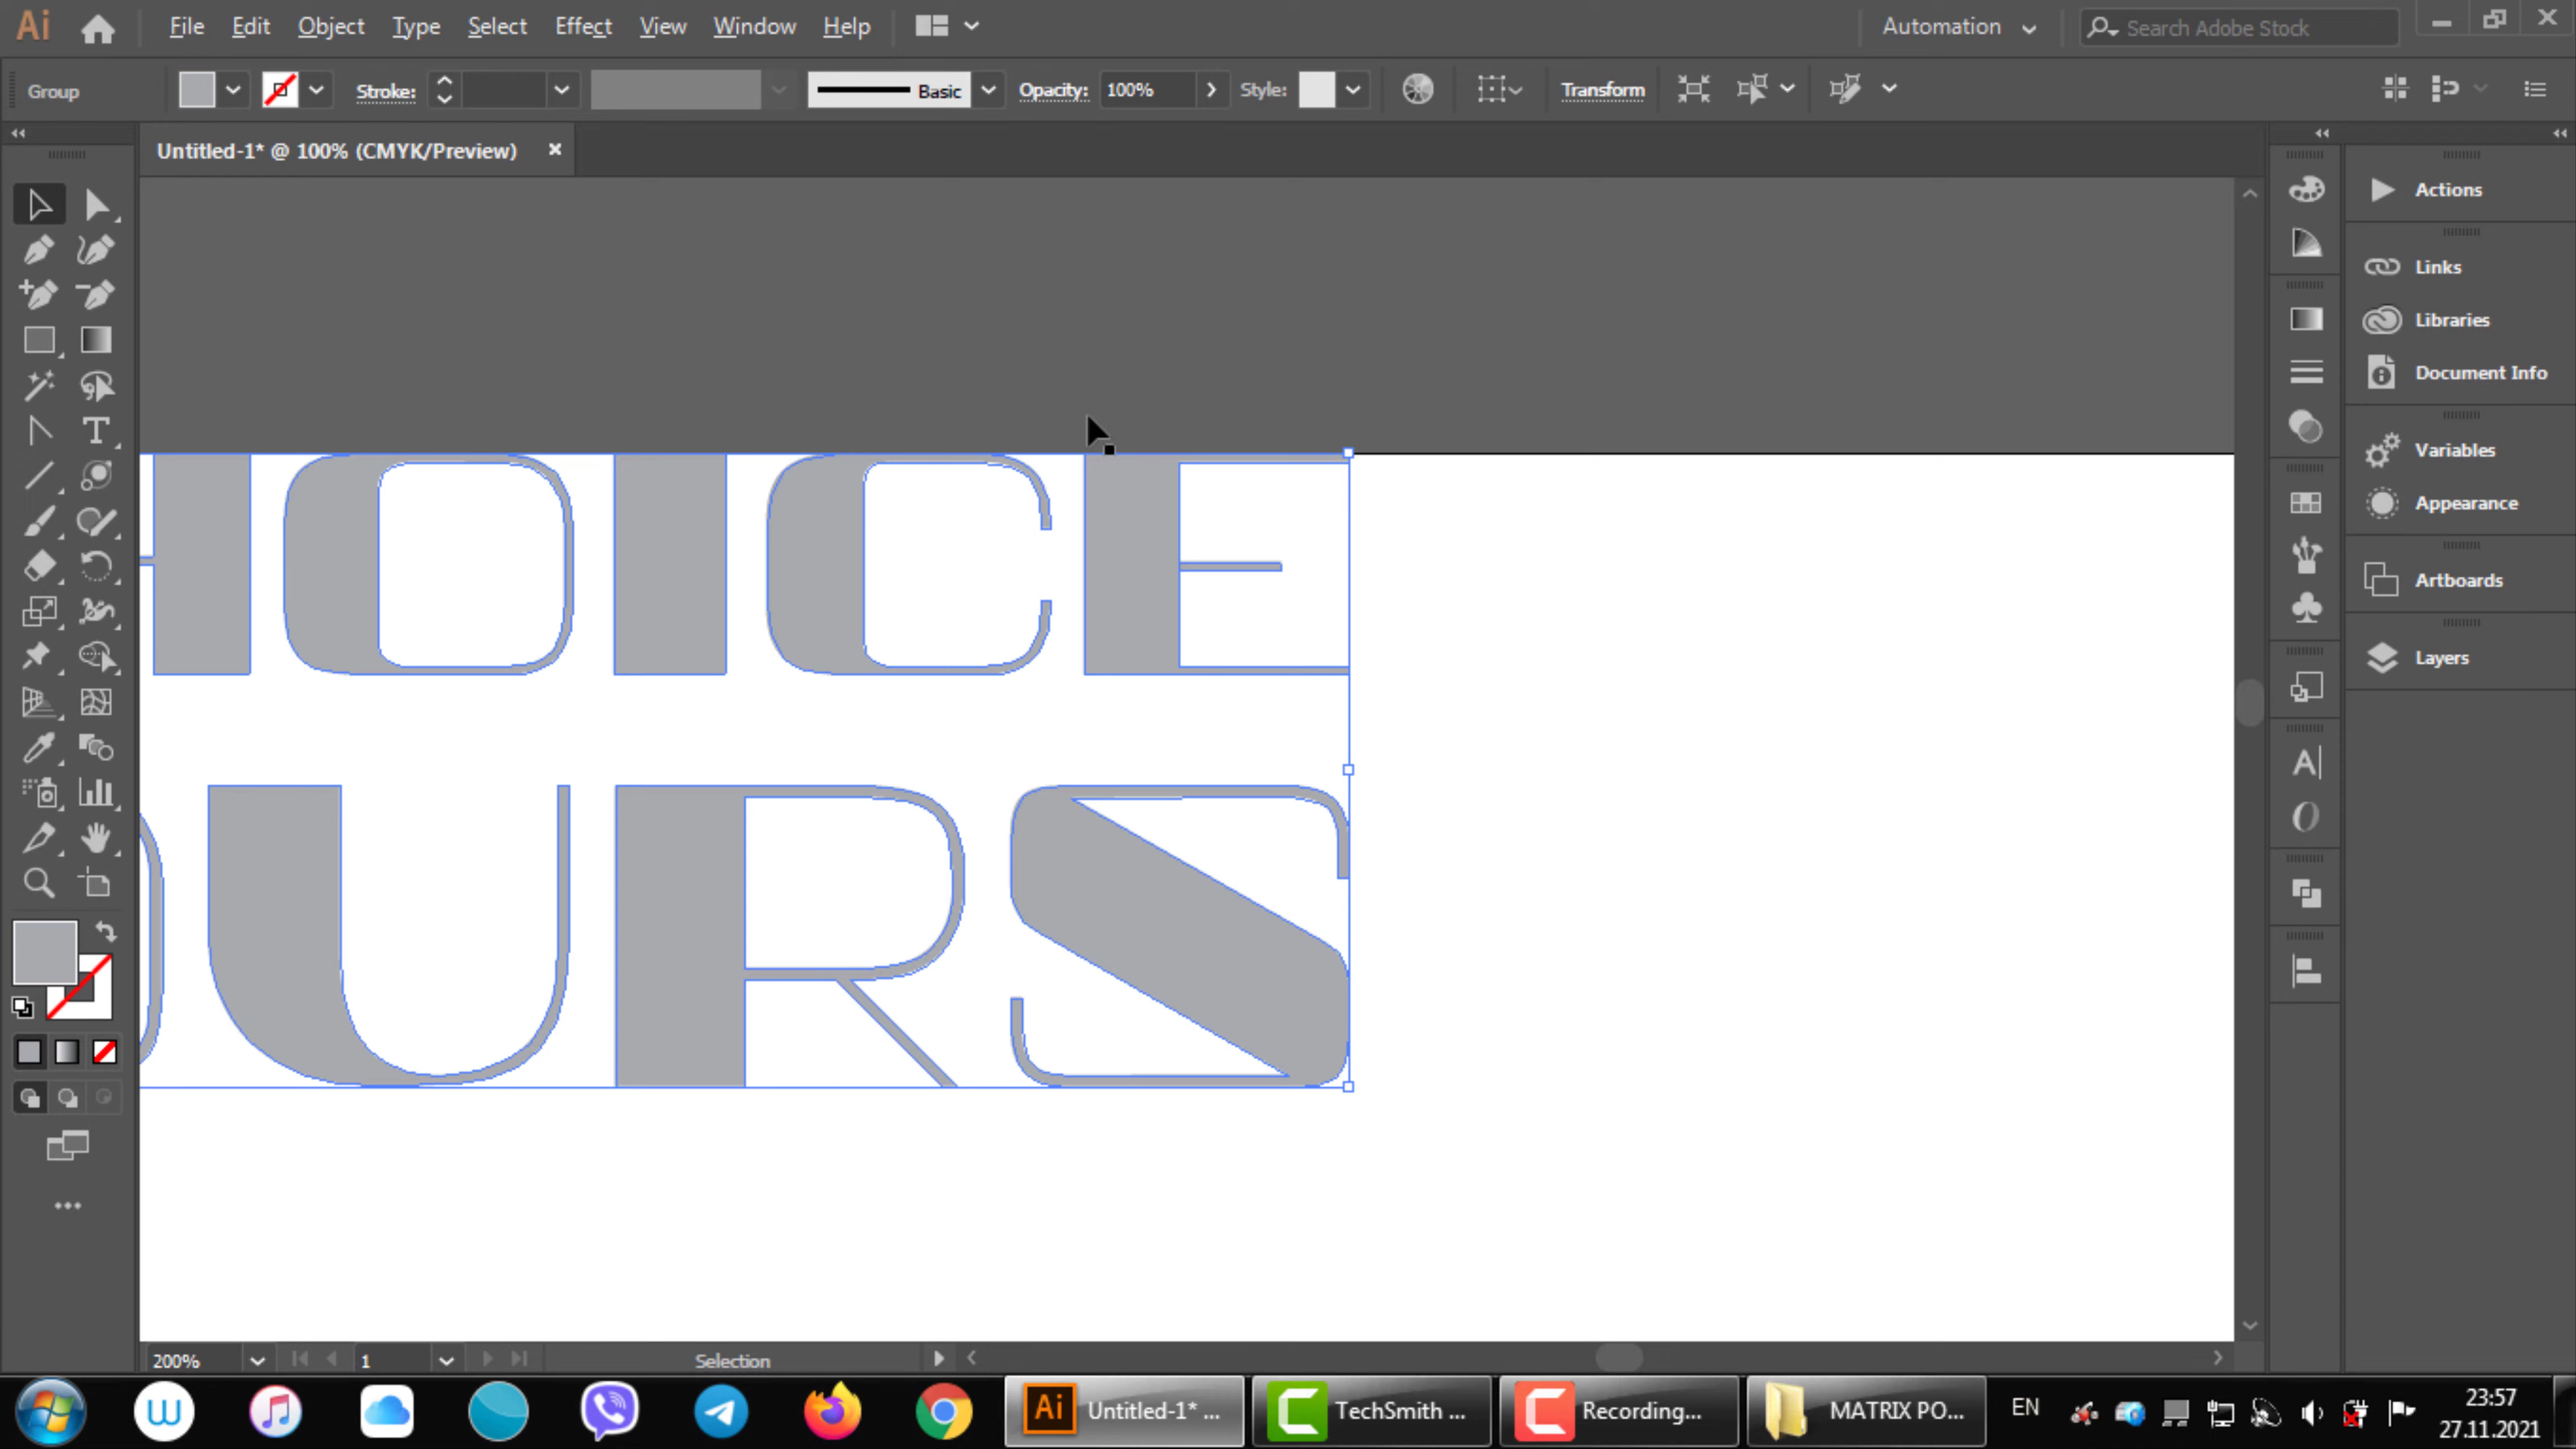 Ai File Edit Object Type Select Effect View Window Help Automation Search Adobe Stock
Group Stroke: Basic Opacity: 100% Style: Transform
Untitled-1* @ 100% (CMYK/Preview)
Actions
Links
Libraries
Document Info
Variables
Appearance
Artboards
Layers
HOICE
OURS
200% 1 Selection
Ai Untitled-1* ... TechSmith ... Recording... MATRIX PO... EN 23:57
27.11.2021